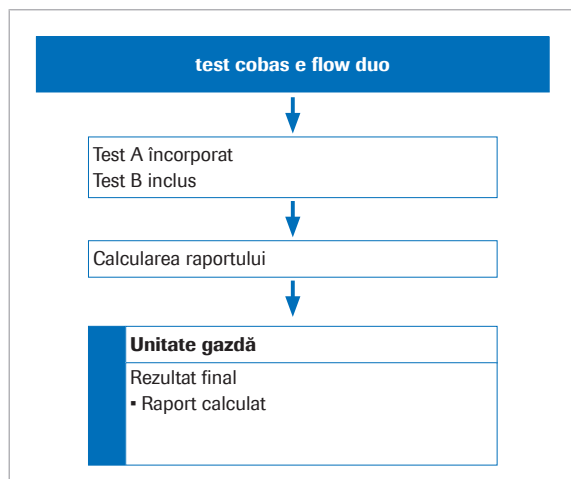 test cobas e flow duo
Test A încorporat
Test B inclus
Calcularea raportului
Unitate gazdă
Rezultat final
▪ Raport calculat